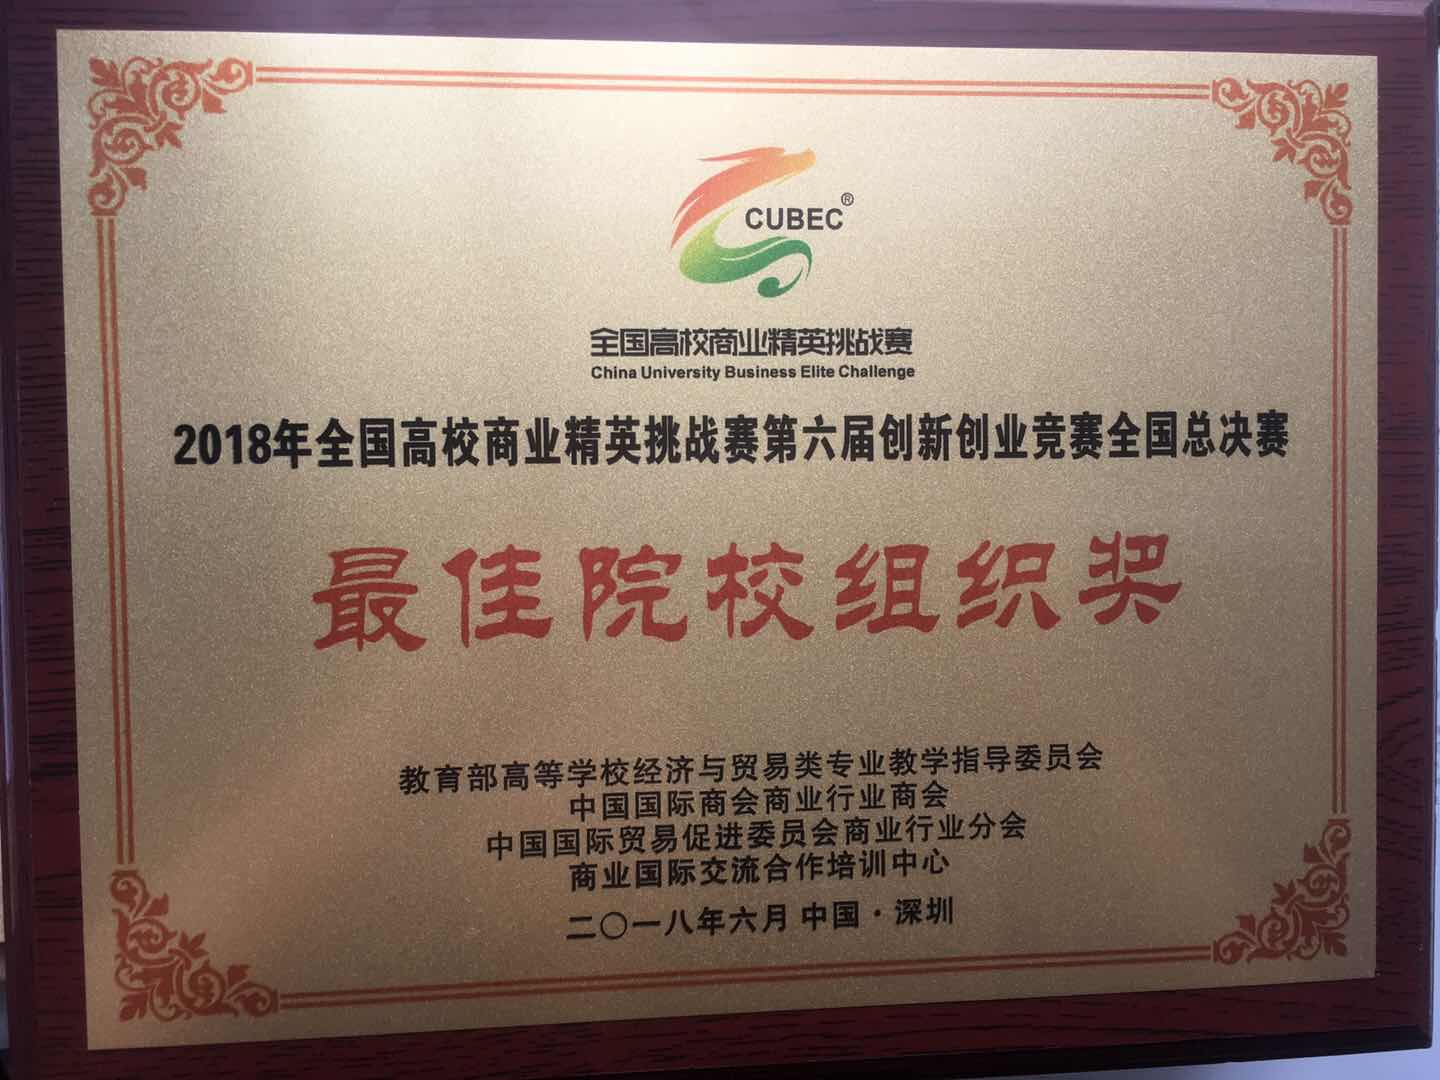 CUBEC®
全国高校商业精英挑战赛
China University Business Elite Challenge
2018年全国高校商业精英挑战赛第六届创新创业竞赛全国总决赛
最佳院校组织奖
教育部高等学校经济与贸易类专业教学指导委员会
中国国际商会商业行业商会
中国国际贸易促进委员会商业行业分会
商业国际交流合作培训中心
二〇一八年六月 中国·深圳